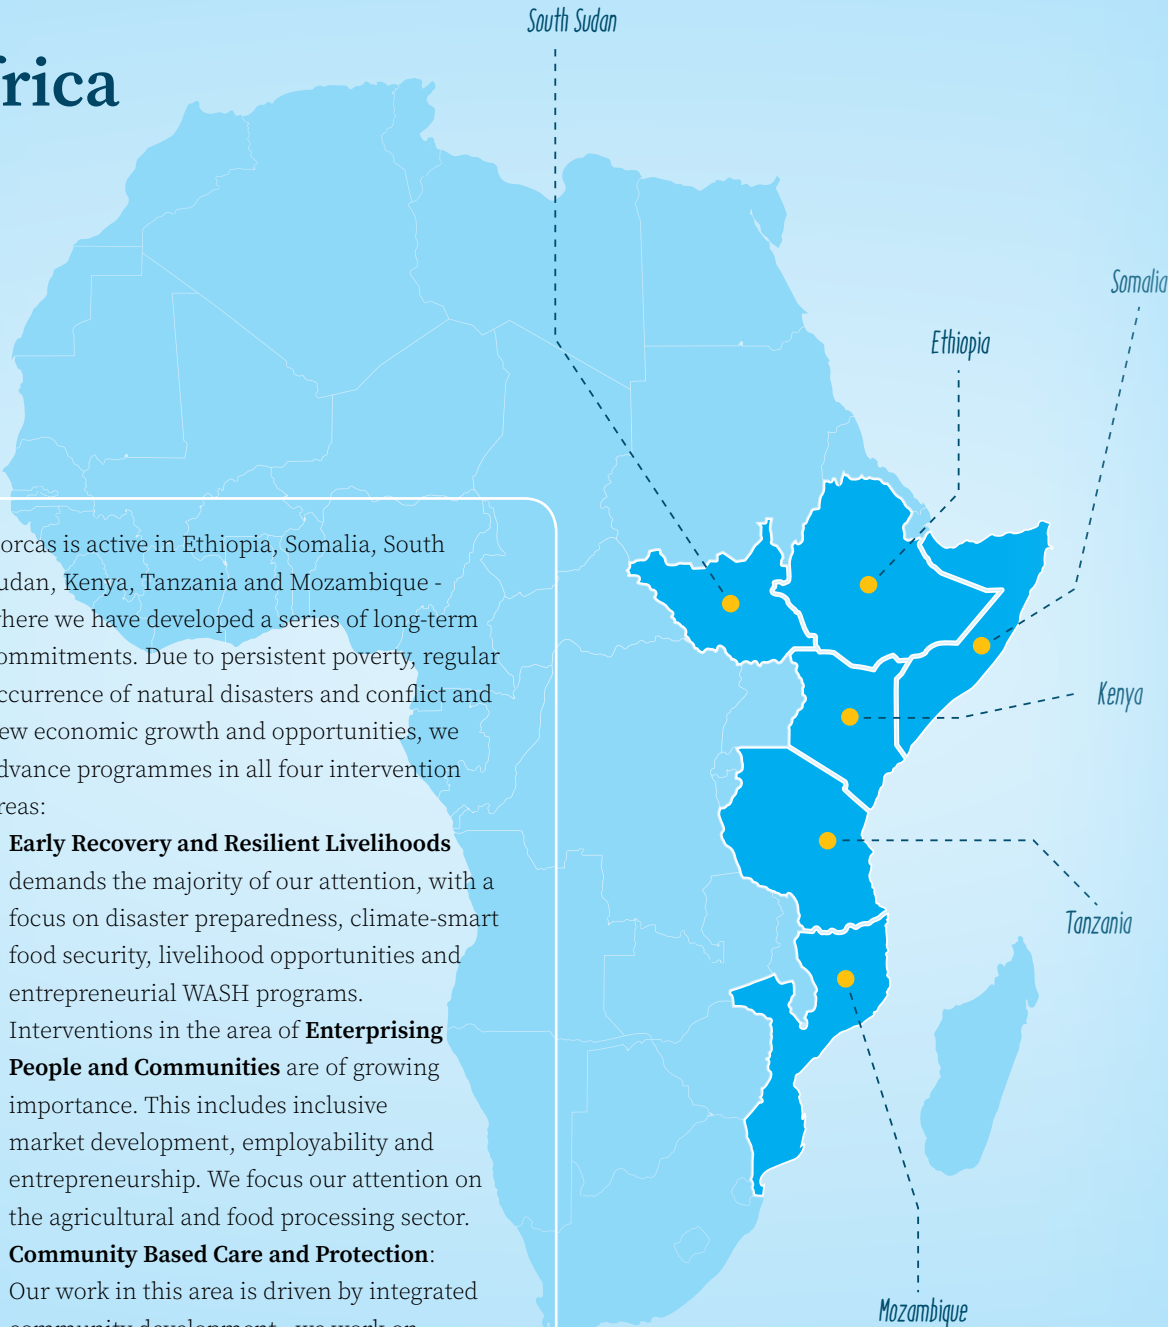 frica
South Sudan
Somalia
Ethiopia
orcas is active in Ethiopia, Somalia, South
udan, Kenya, Tanzania and Mozambique -
where we have developed a series of long-term
ommitments. Due to persistent poverty, regular
ccurrence of natural disasters and conflict and
ew economic growth and opportunities, we
dvance programmes in all four intervention
reas:
Early Recovery and Resilient Livelihoods
demands the majority of our attention, with a
focus on disaster preparedness, climate-smart
food security, livelihood opportunities and
entrepreneurial WASH programs.
Interventions in the area of Enterprising
People and Communities are of growing
importance. This includes inclusive
market development, employability and
entrepreneurship. We focus our attention on
the agricultural and food processing sector.
Community Based Care and Protection:
Our work in this area is driven by integrated
Kenya
Tanzania
Mozambique